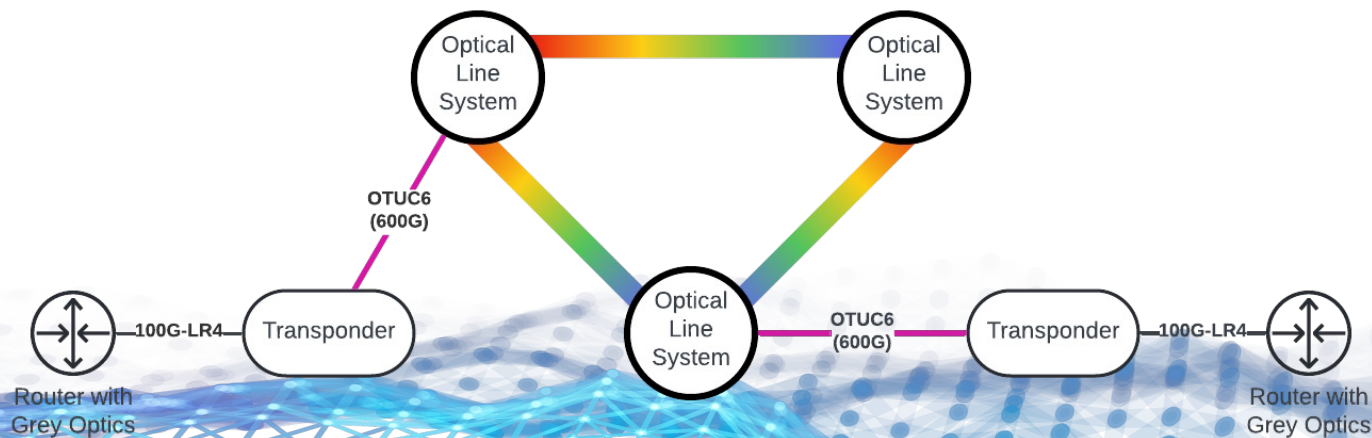 Optical
Line
System
Optical
Line
System
OTUC6
(600G)
Optical
Line
System
100G-LR4
Transponder
OTUC6
(600G)
Transponder
100G-LR4
Router with
Grey Optics
Router with
Grey Optics